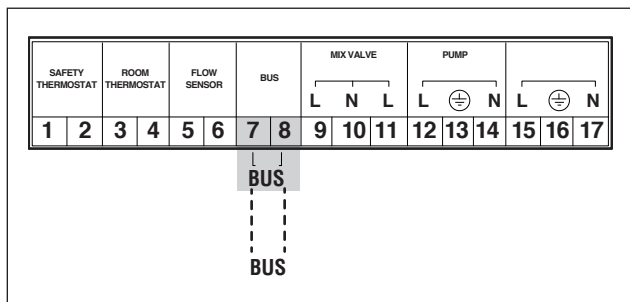 SAFETY THERMOSTAT
ROOM THERMOSTAT
FLOW SENSOR
BUS
MIX VALVE
PUMP
L N L L N L N
1 2 3 4 5 6 7 8 9 10 11 12 13 14 15 16 17
BUS
BUS